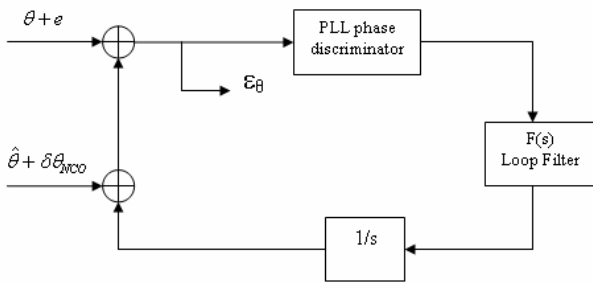 θ + e
PLL phase
discriminator
ε_θ
F(s)
Loop Filter
θ̂ + δθ_NCO
1/s